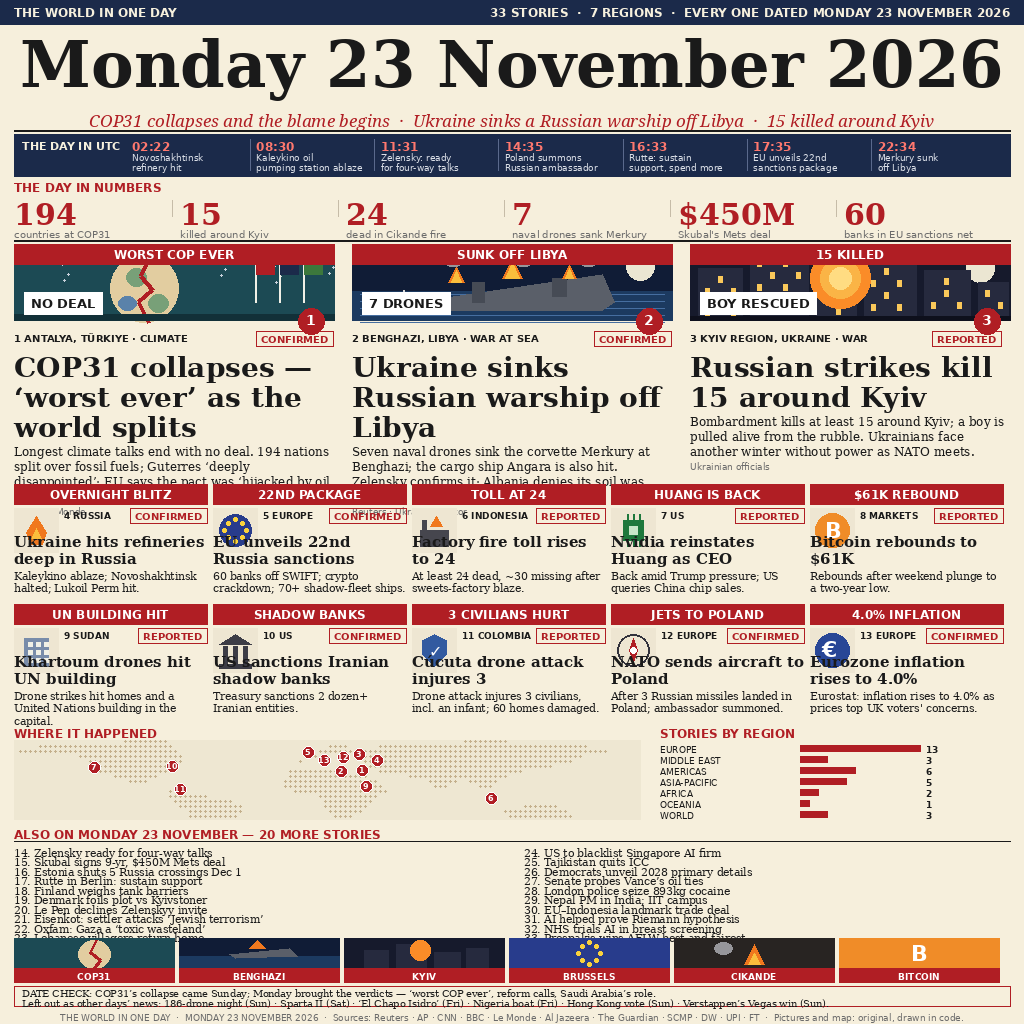 THE WORLD IN ONE DAY
33 STORIES · 7 REGIONS · EVERY ONE DATED MONDAY 23 NOVEMBER 2026
Monday 23 November 2026
COP31 collapses and the blame begins · Ukraine sinks a Russian warship off Libya · 15 killed around Kyiv
THE DAY IN UTC
02:22
Novoshakhtinsk
refinery hit
08:30
Kaleykino oil
pumping station ablaze
11:31
Zelensky: ready
for four-way talks
14:35
Poland summons
Russian ambassador
16:33
Rutte: sustain
support, spend more
17:35
EU unveils 22nd
sanctions package
22:34
Merkury sunk
off Libya
THE DAY IN NUMBERS
194
countries at COP31
15
killed around Kyiv
24
dead in Cikande fire
7
naval drones sank Merkury
$450M
Skubal's Mets deal
60
banks in EU sanctions net
WORST COP EVER
NO DEAL
1
1 ANTALYA, TÜRKIYE · CLIMATE
CONFIRMED
COP31 collapses —
‘worst ever’ as the
world splits
Longest climate talks end with no deal. 194 nations
split over fossil fuels; Guterres ‘deeply
disappointed’; EU says the pact was ‘hijacked by oil
SUNK OFF LIBYA
7 DRONES
2
2 BENGHAZI, LIBYA · WAR AT SEA
CONFIRMED
Ukraine sinks
Russian warship off
Libya
Seven naval drones sink the corvette Merkury at
Benghazi; the cargo ship Angara is also hit.
Zelensky confirms it; Albania denies its soil was
15 KILLED
BOY RESCUED
3
3 KYIV REGION, UKRAINE · WAR
REPORTED
Russian strikes kill
15 around Kyiv
Bombardment kills at least 15 around Kyiv; a boy is
pulled alive from the rubble. Ukrainians face
another winter without power as NATO meets.
Ukrainian officials
OVERNIGHT BLITZ
Monde
4 RUSSIA
CONFIRMED
Ukraine hits refineries
deep in Russia
Kaleykino ablaze; Novoshakhtinsk
halted; Lukoil Perm hit.
22ND PACKAGE
5 EUROPE
CONFIRMED
EU unveils 22nd
Russia sanctions
60 banks off SWIFT; crypto
crackdown; 70+ shadow-fleet ships.
TOLL AT 24
Reuters
6 INDONESIA
REPORTED
Factory fire toll rises
to 24
At least 24 dead, ~30 missing after
sweets-factory blaze.
HUANG IS BACK
7 US
REPORTED
Nvidia reinstates
Huang as CEO
Back amid Trump pressure; US
queries China chip sales.
$61K REBOUND
B
8 MARKETS
REPORTED
Bitcoin rebounds to
$61K
Rebounds after weekend plunge to
a two-year low.
UN BUILDING HIT
9 SUDAN
REPORTED
Khartoum drones hit
UN building
Drone strikes hit homes and a
United Nations building in the
capital.
SHADOW BANKS
10 US
CONFIRMED
US sanctions Iranian
shadow banks
Treasury sanctions 2 dozen+
Iranian entities.
3 CIVILIANS HURT
✓
11 COLOMBIA
REPORTED
Cúcuta drone attack
injures 3
Drone attack injures 3 civilians,
incl. an infant; 60 homes damaged.
JETS TO POLAND
12 EUROPE
CONFIRMED
NATO sends aircraft to
Poland
After 3 Russian missiles landed in
Poland; ambassador summoned.
4.0% INFLATION
€
13 EUROPE
CONFIRMED
Eurozone inflation
rises to 4.0%
Eurostat: inflation rises to 4.0% as
prices top UK voters' concerns.
WHERE IT HAPPENED
7
10
11
5
13
12
3
4
2
1
9
6
STORIES BY REGION
EUROPE 13
MIDDLE EAST 3
AMERICAS 6
ASIA-PACIFIC 5
AFRICA 2
OCEANIA 1
WORLD 3
ALSO ON MONDAY 23 NOVEMBER — 20 MORE STORIES
14. Zelensky ready for four-way talks
15. Skubal signs 9-yr, $450M Mets deal
16. Estonia shuts 5 Russia crossings Dec 1
17. Rutte in Berlin: sustain support
18. Finland weighs tank barriers
19. Denmark foils plot vs Kyivstoner
20. Le Pen declines Zelenskyy invite
21. Eisenkot: settler attacks ‘Jewish terrorism’
22. Oxfam: Gaza a ‘toxic wasteland’
23. Lebanese villagers return home
24. US to blacklist Singapore AI firm
25. Tajikistan quits ICC
26. Democrats unveil 2028 primary details
27. Senate probes Vance’s oil ties
28. London police seize 893kg cocaine
29. Nepal PM in India; IIT campus
30. EU–Indonesia landmark trade deal
31. AI helped prove Riemann hypothesis
32. NHS trials AI in breast screening
33. wins best and fairest
COP31
BENGHAZI
KYIV
BRUSSELS
CIKANDE
B
BITCOIN
DATE CHECK: COP31’s collapse came Sunday; Monday brought the verdicts — ‘worst COP ever’, reform calls, Saudi Arabia’s role.
Left out as other days’ news: 186-drone night (Sun) · Sparta II (Sat) · ‘El Chapo Isidro’ (Fri) · Nigeria boat (Fri) · Hong Kong vote (Sun) · Verstappen’s Vegas win (Sun)
THE WORLD IN ONE DAY · MONDAY 23 NOVEMBER 2026 · Sources: Reuters · AP · CNN · BBC · Le Monde · Al Jazeera · The Guardian · SCMP · DW · UPI · FT · Pictures and map: original, drawn in code.